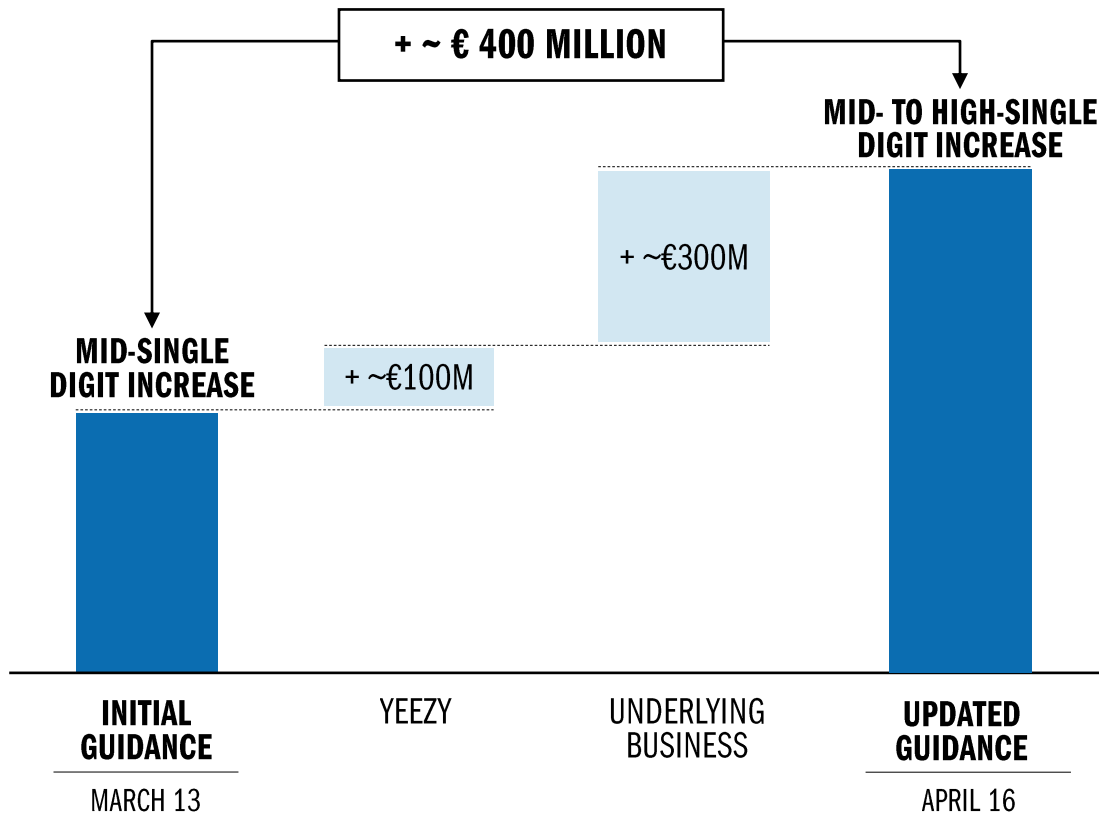 + ~ € 400 MILLION
MID- TO HIGH-SINGLE
DIGIT INCREASE
+ ~€300M
MID-SINGLE
DIGIT INCREASE
+ ~€100M
INITIAL
GUIDANCE
MARCH 13
YEEZY
UNDERLYING
BUSINESS
UPDATED
GUIDANCE
APRIL 16